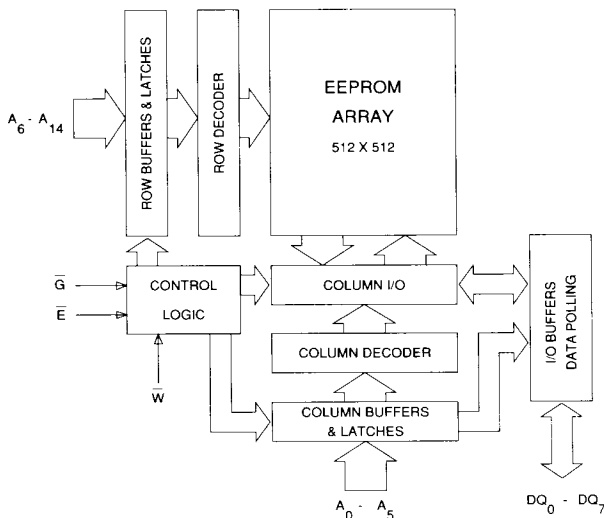 A6 - A14
ROW BUFFERS & LATCHES
ROW DECODER
EEPROM
ARRAY
512 X 512
G̅
E̅
W̅
CONTROL
LOGIC
COLUMN I/O
COLUMN DECODER
COLUMN BUFFERS
& LATCHES
I/O BUFFERS
DATA POLLING
A0 - A5
DQ0 - DQ7